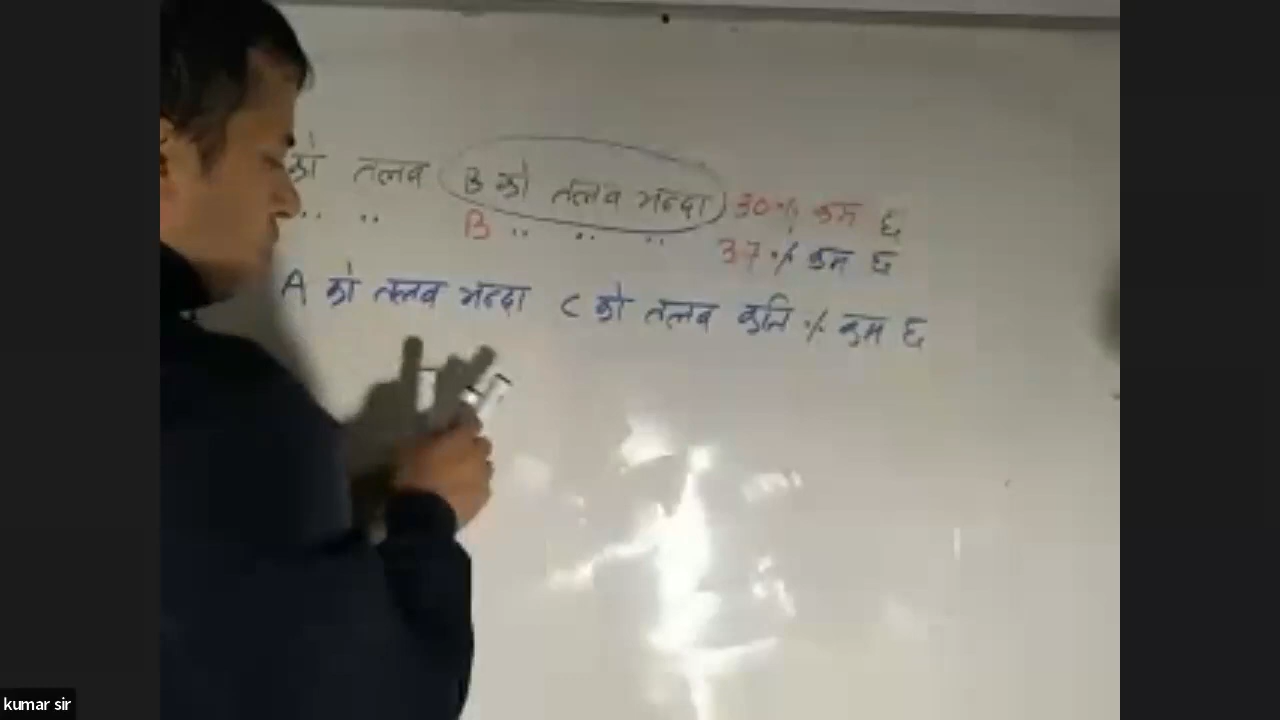 को तलब B को तलब भन्दा 30% कम छ
.. .. B .. .. .. 37% कम छ
A को तलब भन्दा C को तलब कति % कम छ
kumar sir